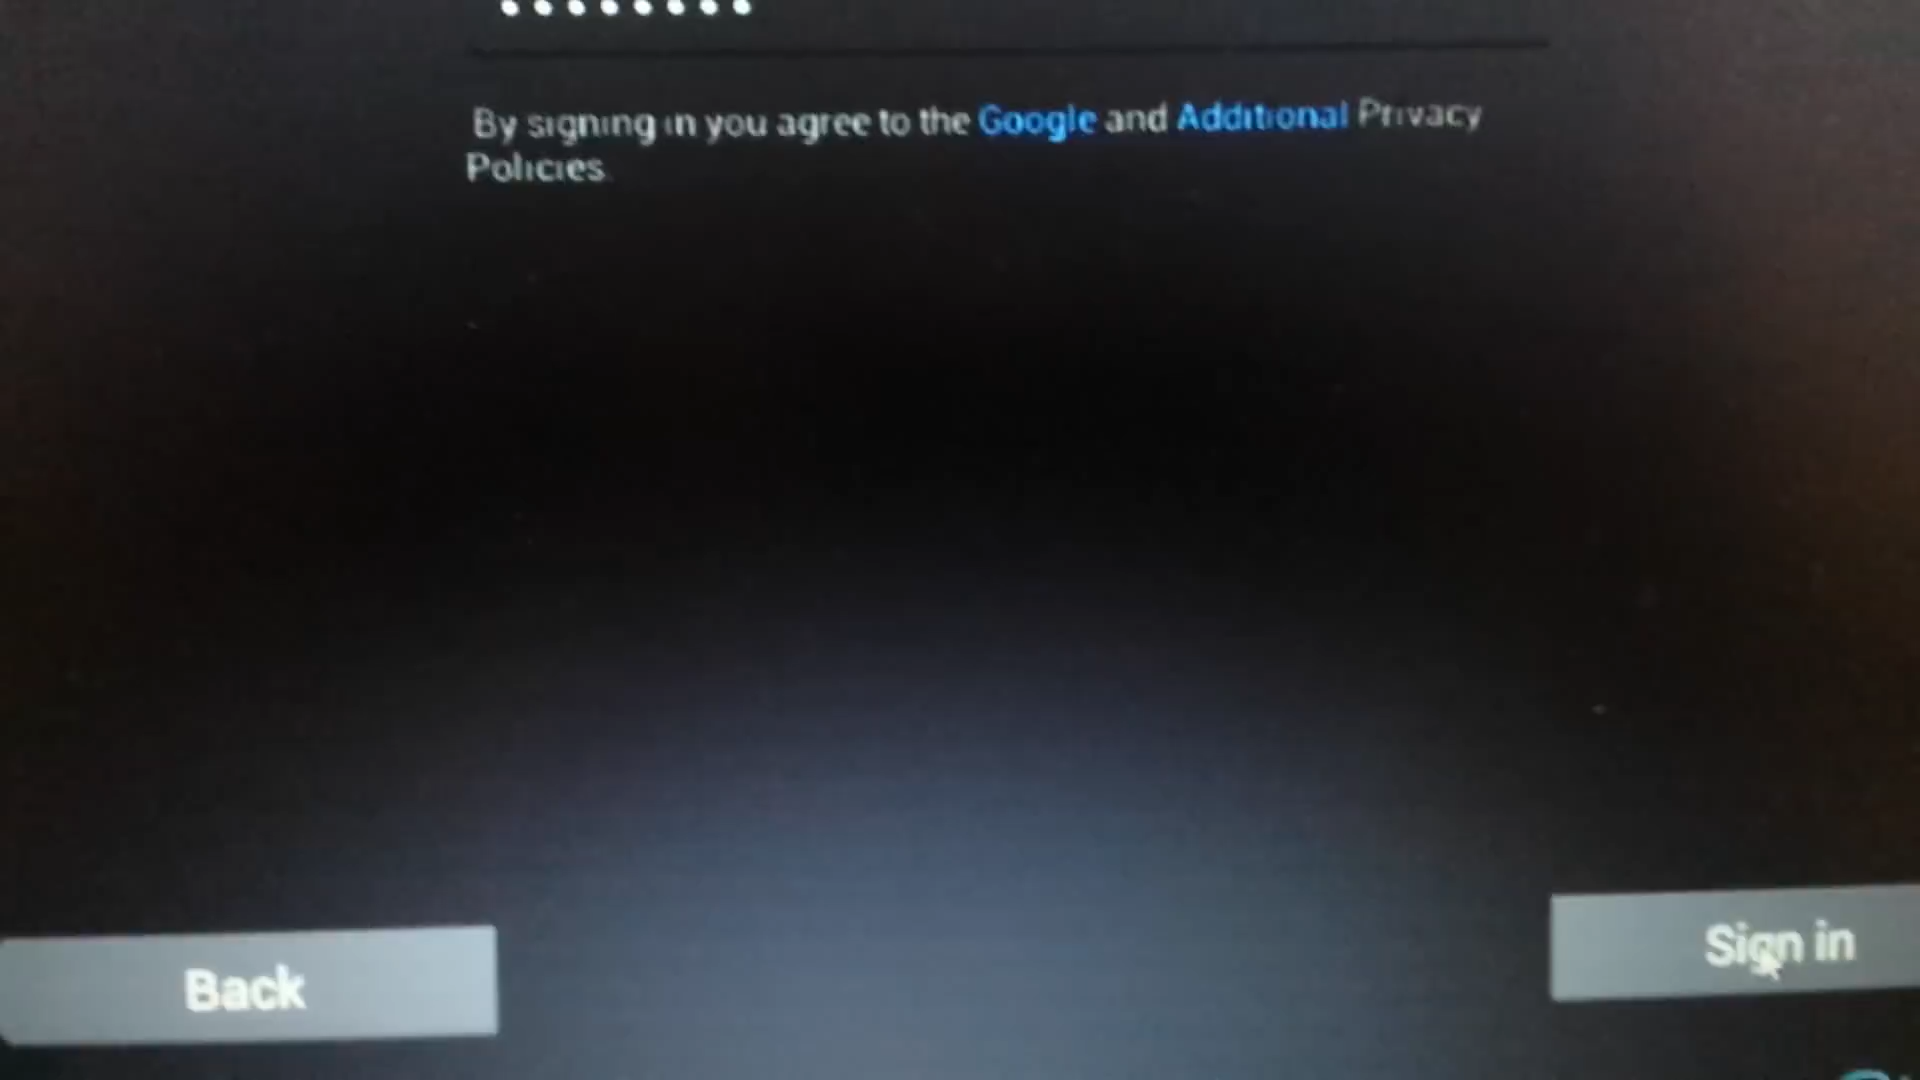 By signing in you agree to the Google and Additional Privacy
Policies.
Back
Sign in